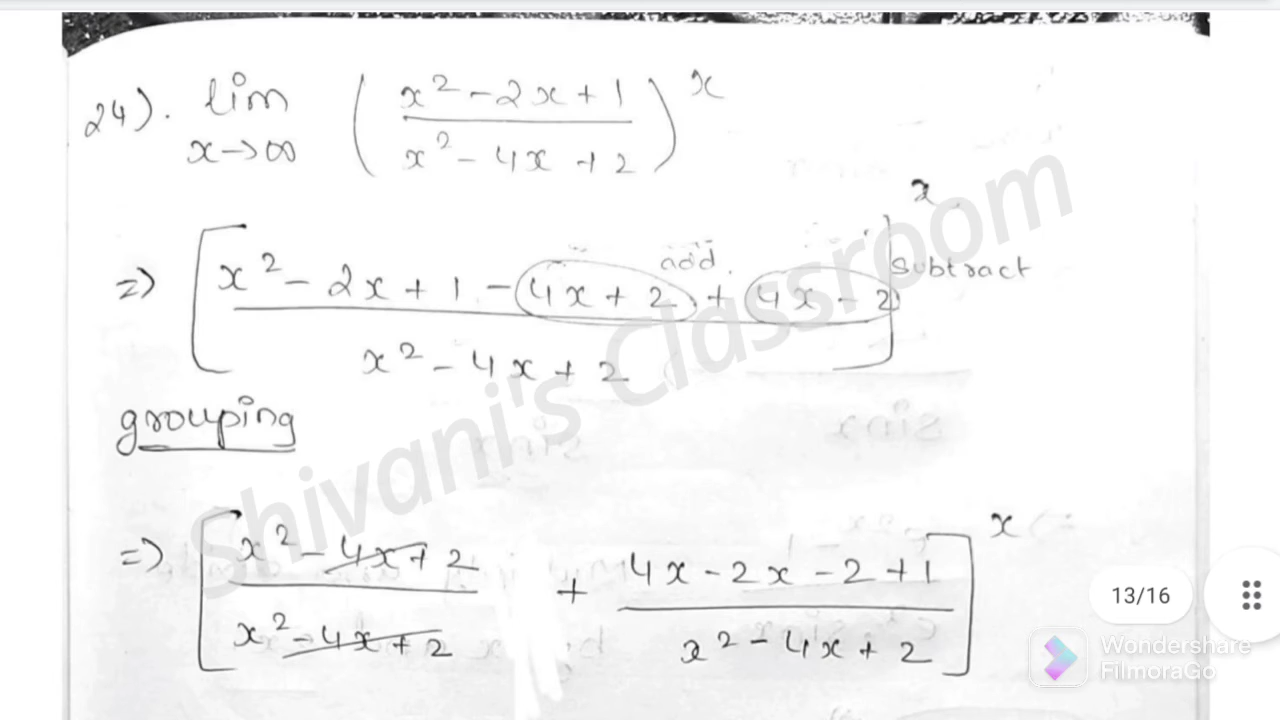 24). lim x→∞ ( x² - 2x + 1 / x² - 4x + 2 )^x
=> [ x² - 2x + 1 - 4x + 2 + 4x - 2 / x² - 4x + 2 ]^x
add. subtract
grouping
=> [ x² - 4x + 2 / x² - 4x + 2 + 4x - 2x - 2 + 1 / x² - 4x + 2 ]^x
Shivani's Classroom
13/16
Wondershare
FilmoraGo